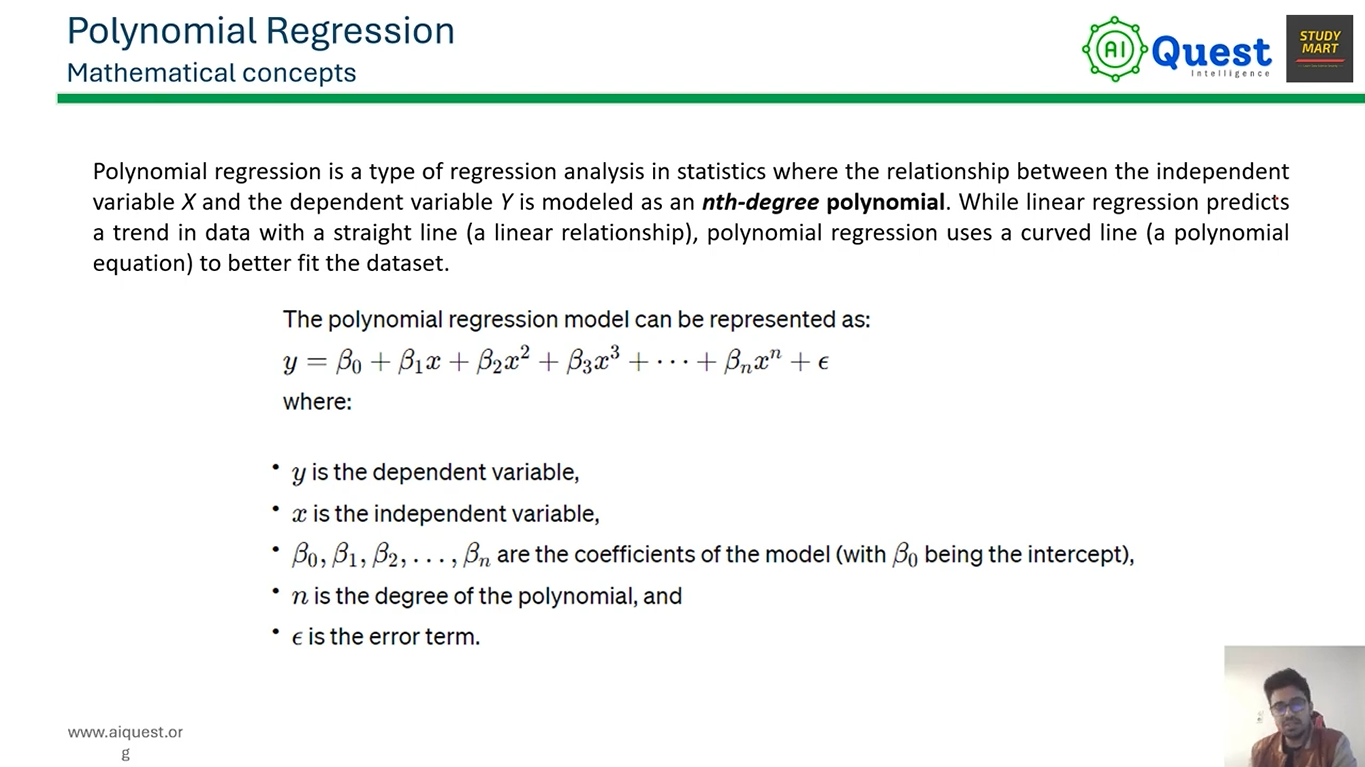 Polynomial Regression
Mathematical concepts
AI Quest
Intelligence
STUDY
MART
Polynomial regression is a type of regression analysis in statistics where the relationship between the independent
variable X and the dependent variable Y is modeled as an nth-degree polynomial. While linear regression predicts
a trend in data with a straight line (a linear relationship), polynomial regression uses a curved line (a polynomial
equation) to better fit the dataset.
The polynomial regression model can be represented as:
y = β₀ + β₁x + β₂x² + β₃x³ + ⋯ + βₙxⁿ + ϵ
where:
• y is the dependent variable,
• x is the independent variable,
• β₀, β₁, β₂, …, βₙ are the coefficients of the model (with β₀ being the intercept),
• n is the degree of the polynomial, and
• ϵ is the error term.
www.aiquest.or
g